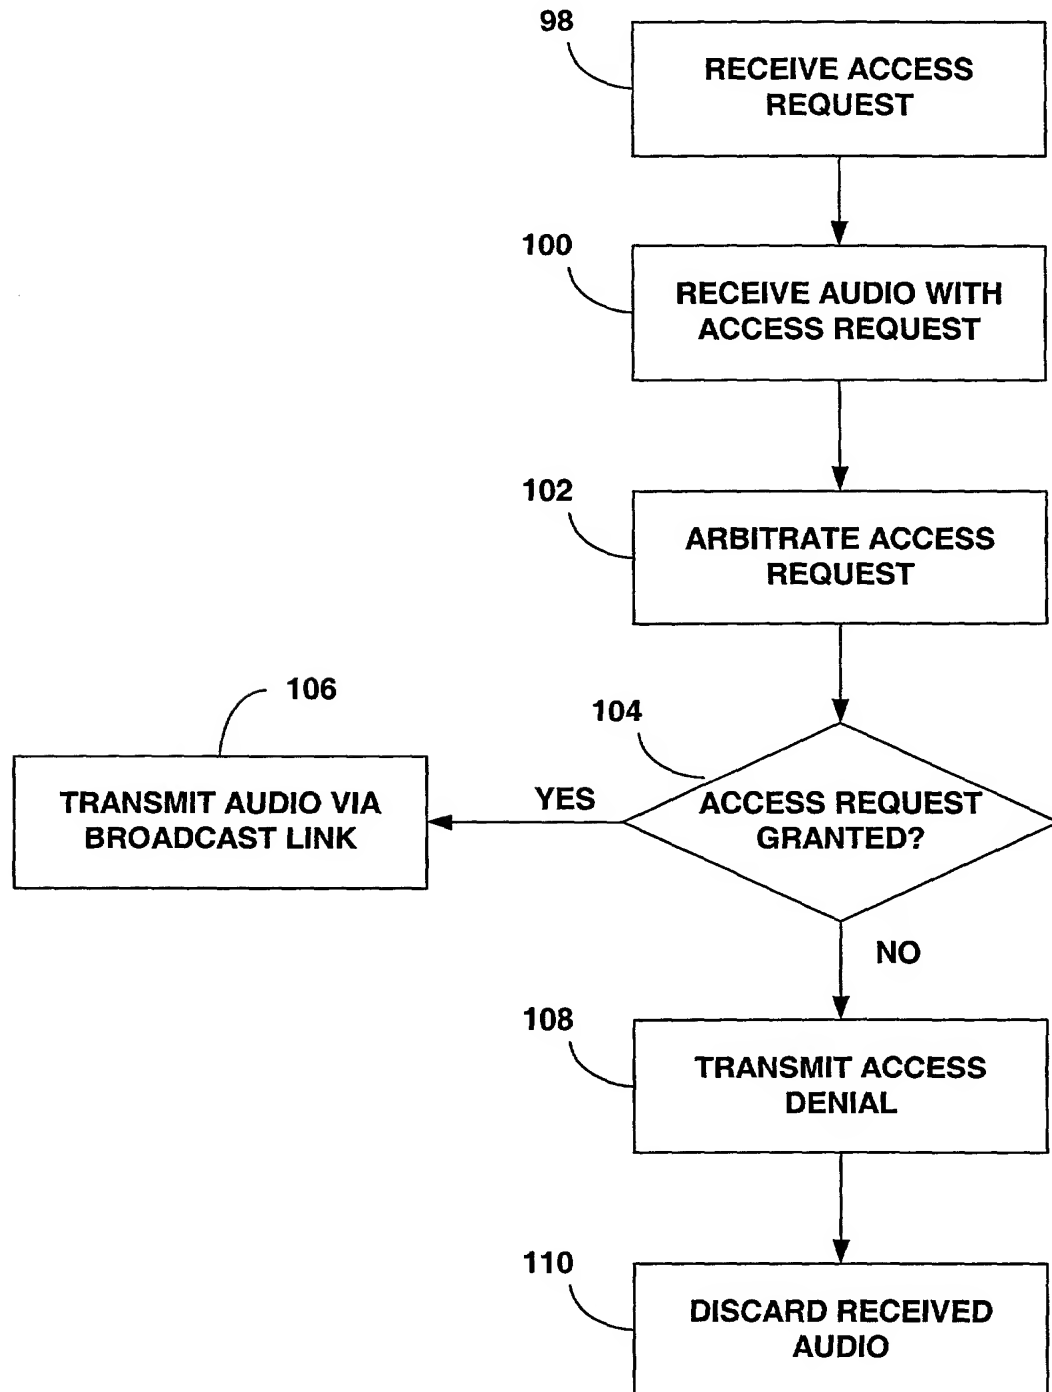 98
RECEIVE ACCESS
REQUEST
100
RECEIVE AUDIO WITH
ACCESS REQUEST
102
ARBITRATE ACCESS
REQUEST
106
104
TRANSMIT AUDIO VIA
BROADCAST LINK
YES
ACCESS REQUEST
GRANTED?
NO
108
TRANSMIT ACCESS
DENIAL
110
DISCARD RECEIVED
AUDIO